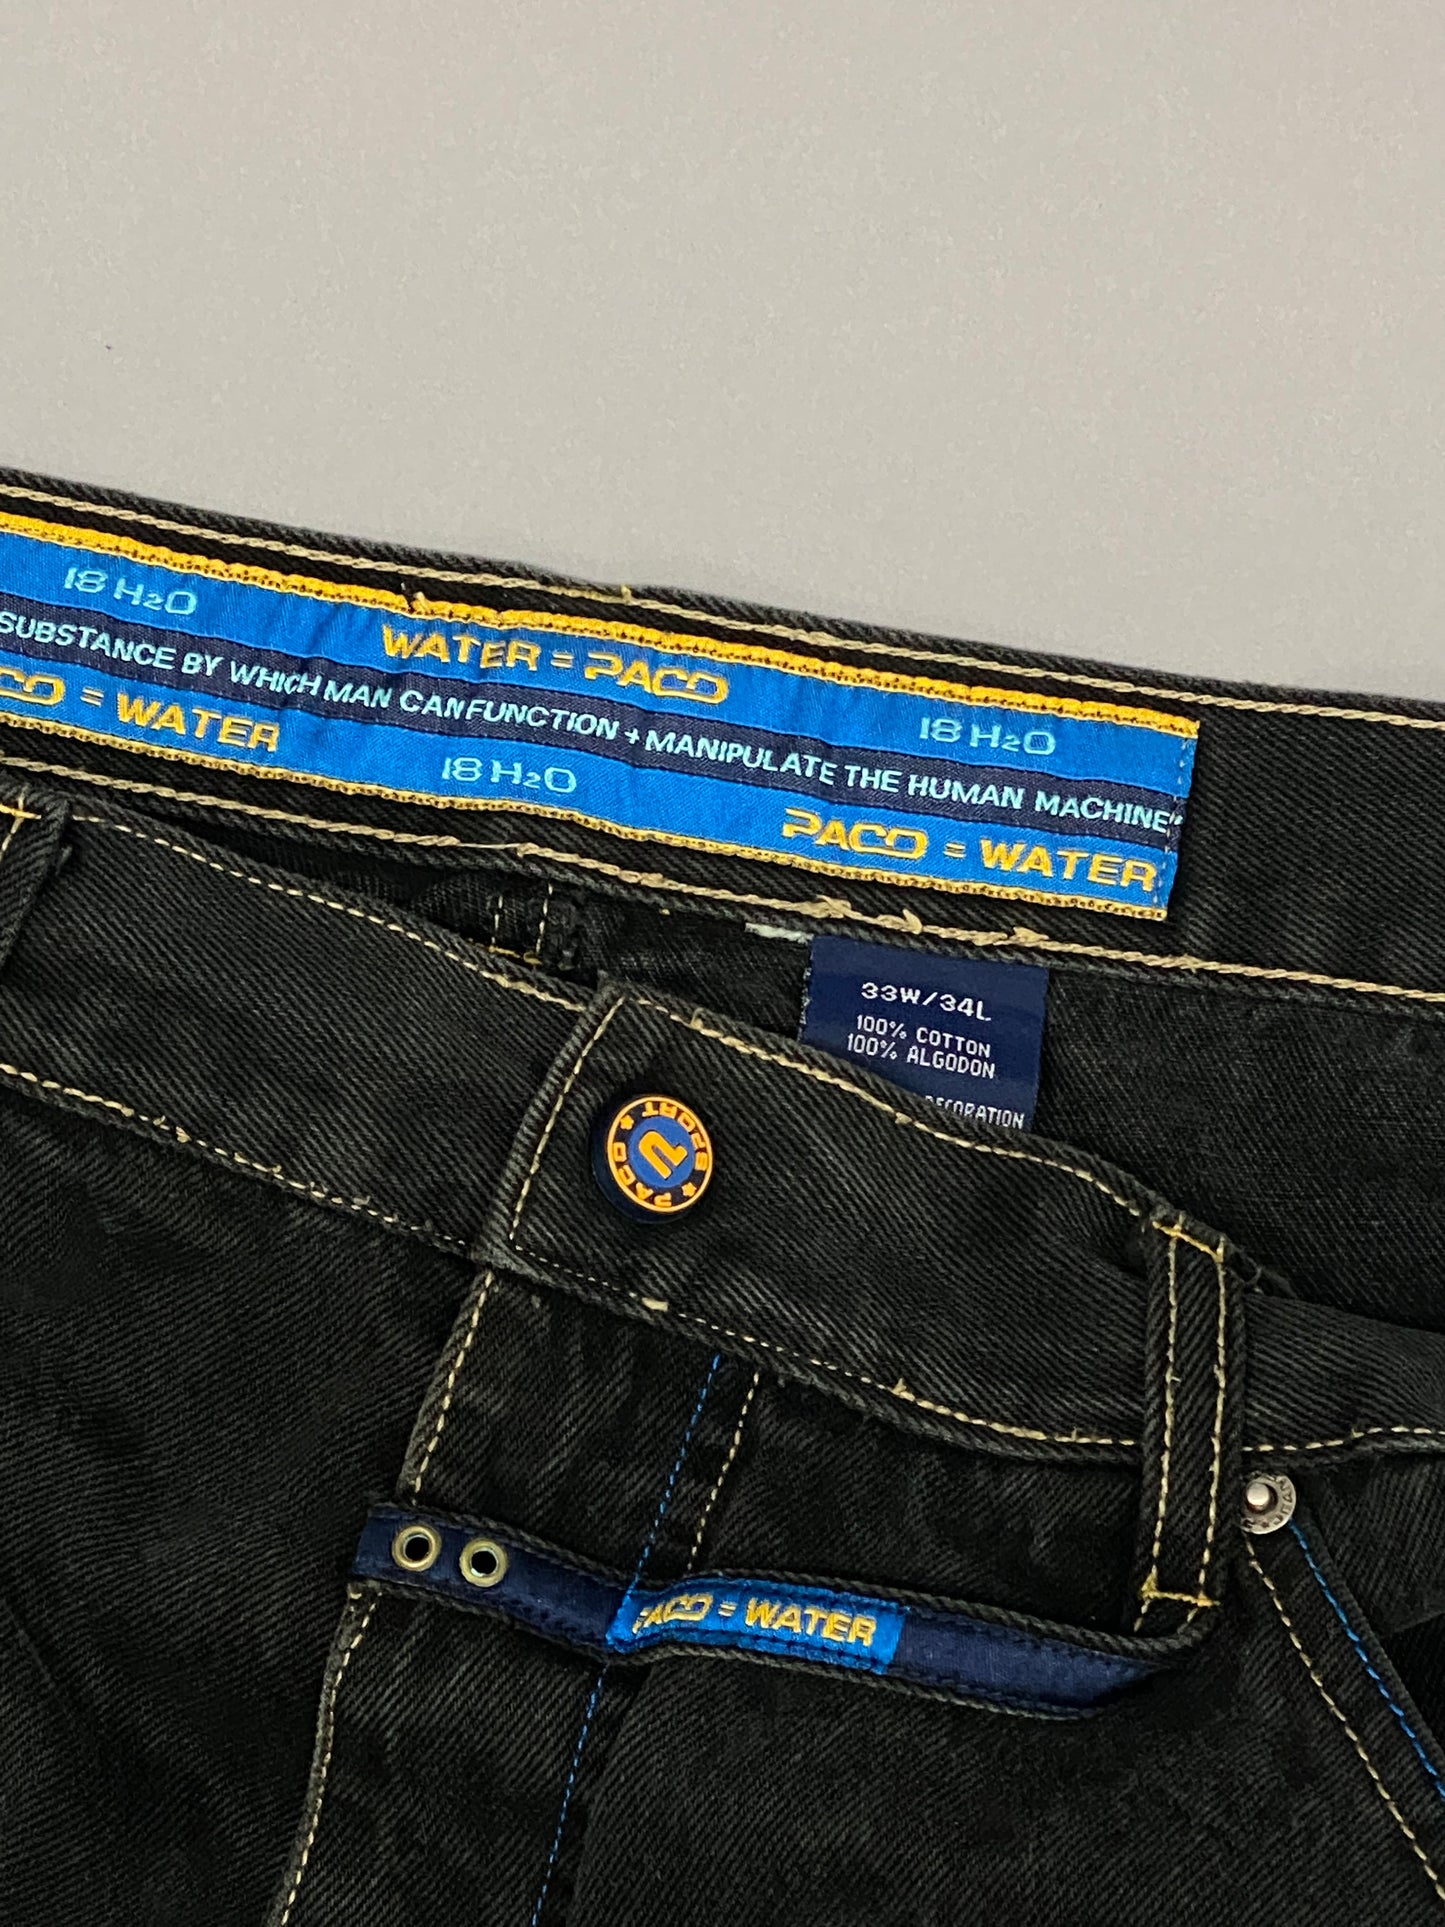 18 H2O
WATER = PACO
18 H2O
SUBSTANCE BY WHICH MAN CAN FUNCTION + MANIPULATE THE HUMAN MACHINE"
= WATER
18 H2O
PACO = WATER
33W/34L
100% COTTON
100% ALGODON
PACO ★ SPORT ★
PACO = WATER